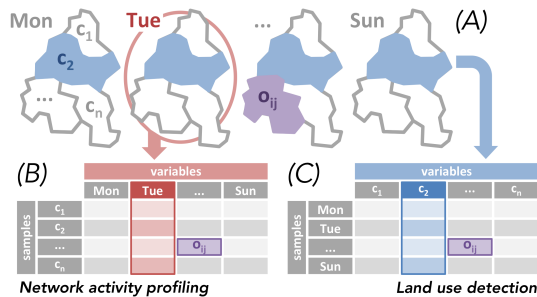 Mon Tue ... Sun (A)
c1
c2
... cn
oij
(B) variables
Mon Tue ... Sun
samples
c1
c2
... oij
cn
Network activity profiling
(C) variables
c1 c2 ... cn
samples
Mon
Tue
... oij
Sun
Land use detection